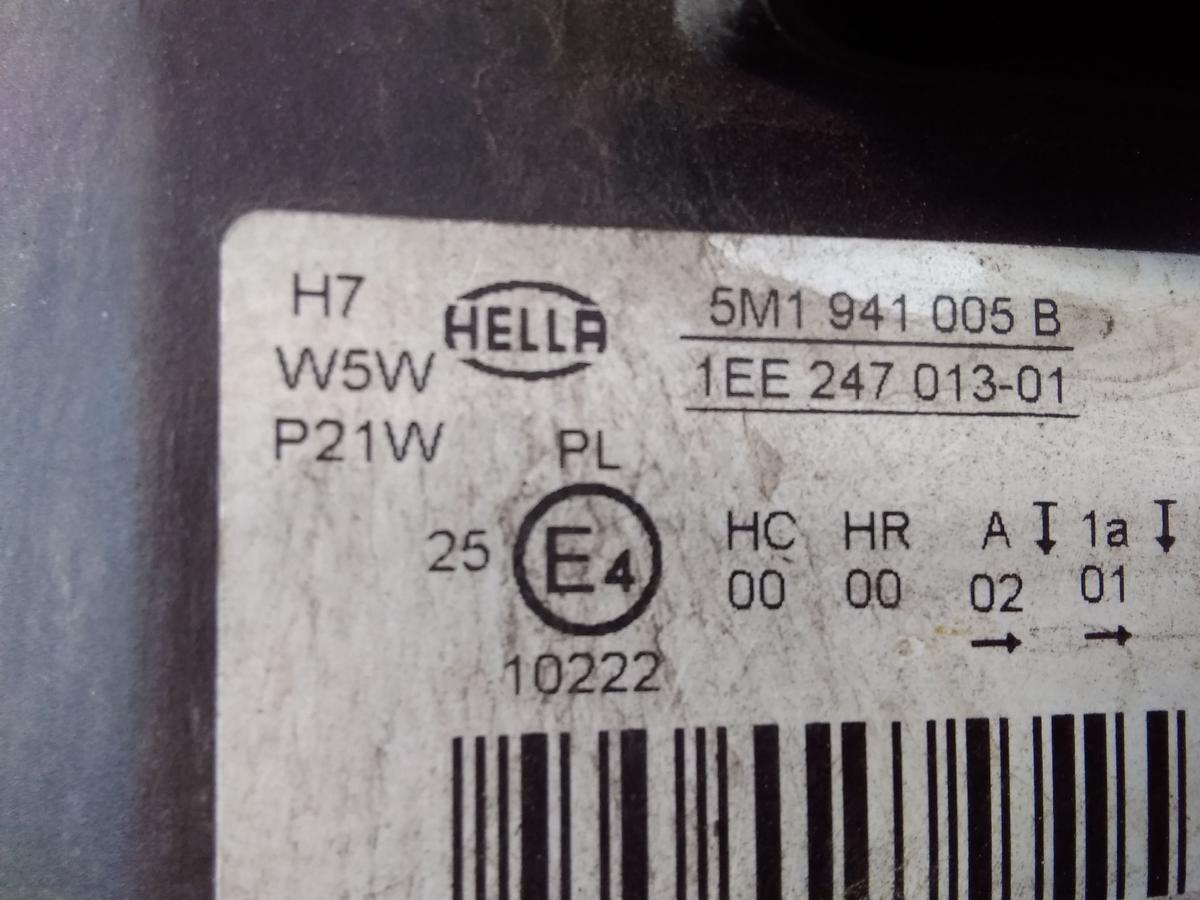 H7 HELLA 5M1 941 005 B
W5W 1EE 247 013-01
P21W PL
25 E4 HC HR A ↧ 1a ↧
00 00 02 01
→ →
10222